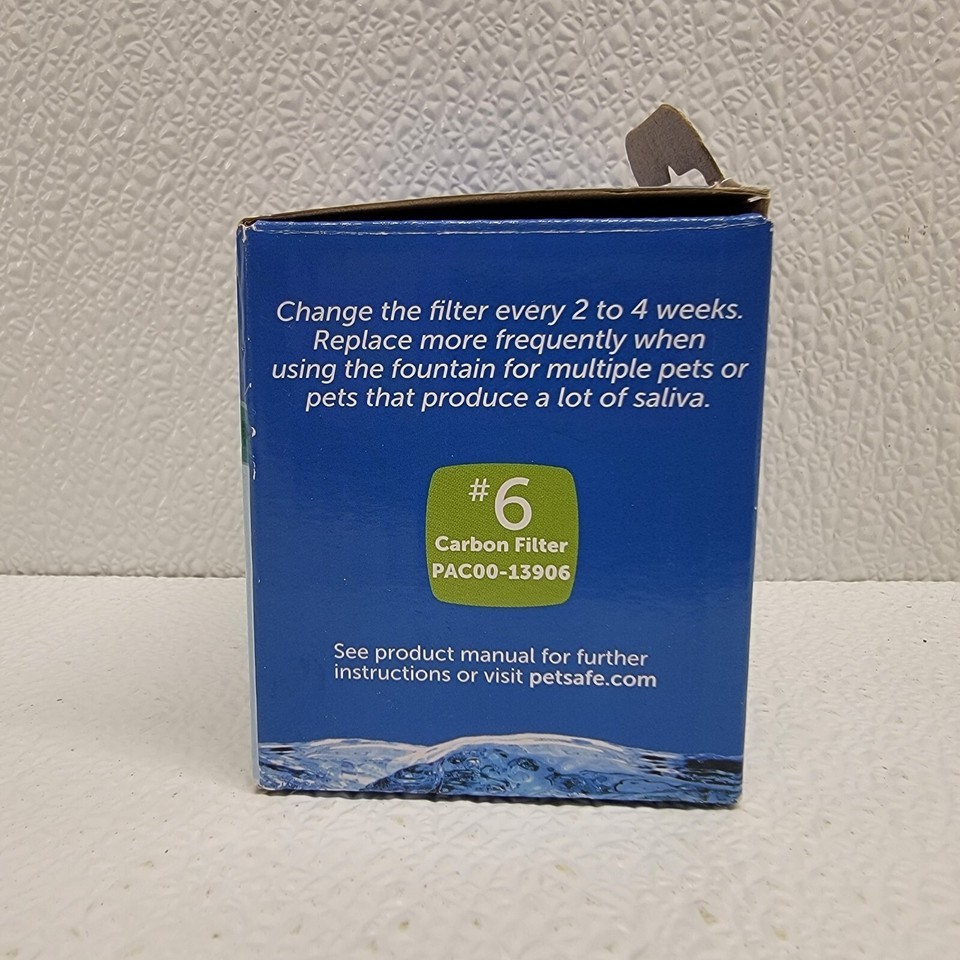 Change the filter every 2 to 4 weeks.
Replace more frequently when
using the fountain for multiple pets or
pets that produce a lot of saliva.
#6
Carbon Filter
PAC00-13906
See product manual for further
instructions or visit petsafe.com